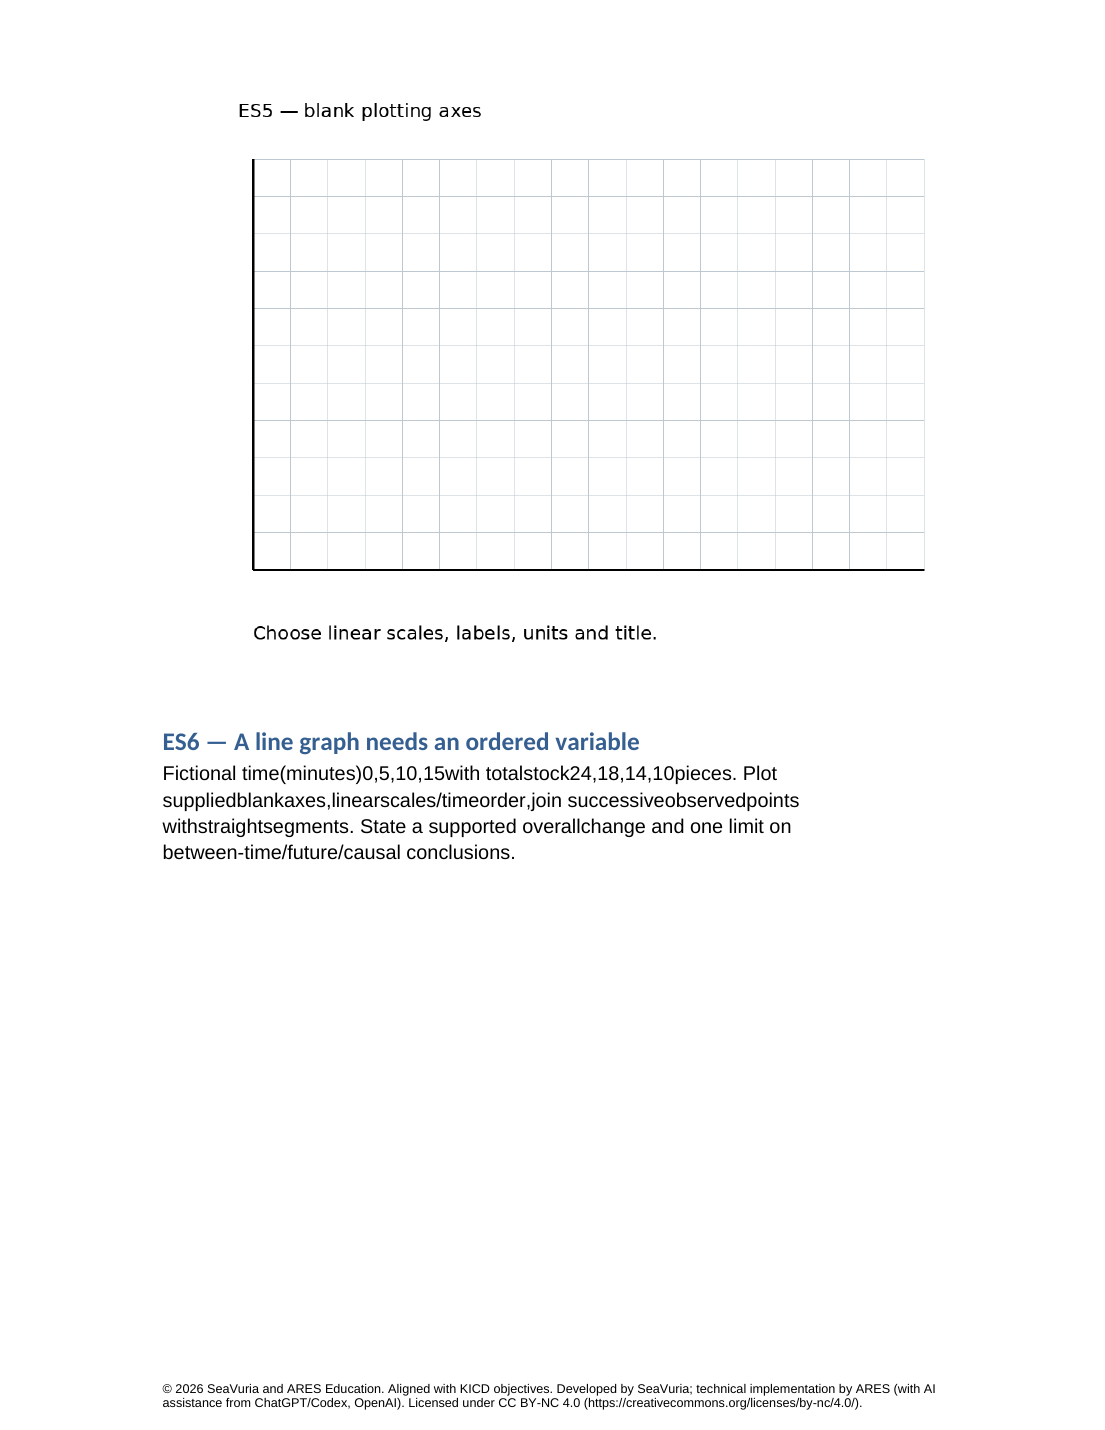 ES5 — blank plotting axes
Choose linear scales, labels, units and title.
ES6 — A line graph needs an ordered variable
Fictional time(minutes)0,5,10,15with totalstock24,18,14,10pieces. Plot
suppliedblankaxes,linearscales/timeorder,join successiveobservedpoints
withstraightsegments. State a supported overallchange and one limit on
between-time/future/causal conclusions.
© 2026 SeaVuria and ARES Education. Aligned with KICD objectives. Developed by SeaVuria; technical implementation by ARES (with AI
assistance from ChatGPT/Codex, OpenAI). Licensed under CC BY-NC 4.0 (https://creativecommons.org/licenses/by-nc/4.0/).